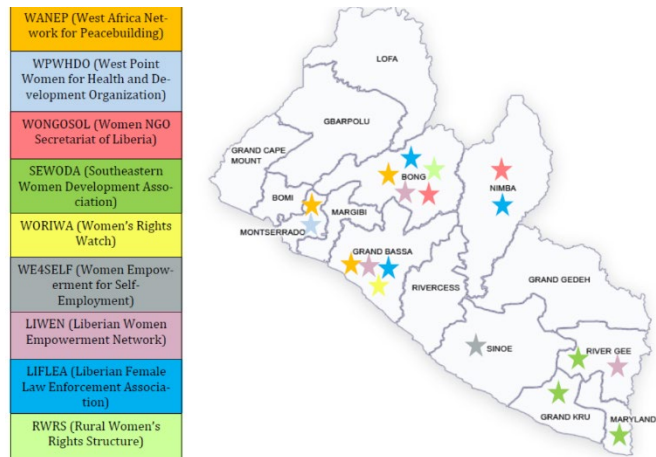 WANEP (West Africa Net-
work for Peacebuilding)
WPWHDO (West Point
Women for Health and De-
velopment Organization)
WONGOSOL (Women NGO
Secretariat of Liberia)
SEWODA (Southeastern
Women Development Asso-
ciation)
WORIWA (Women's Rights
Watch)
WE4SELF (Women Empow-
erment for Self-
Employment)
LIWEN (Liberian Women
Empowerment Network)
LIFLEA (Liberian Female
Law Enforcement Associa-
tion)
RWRS (Rural Women's
Rights Structure)
LOFA
GBARPOLU
GRAND CAPE
MOUNT
BONG
NIMBA
BOMI
MARGIBI
MONTSERRADO
GRAND BASSA
GRAND GEDEH
RIVERCESS
SINOE
RIVER GEE
GRAND KRU
MARYLAND